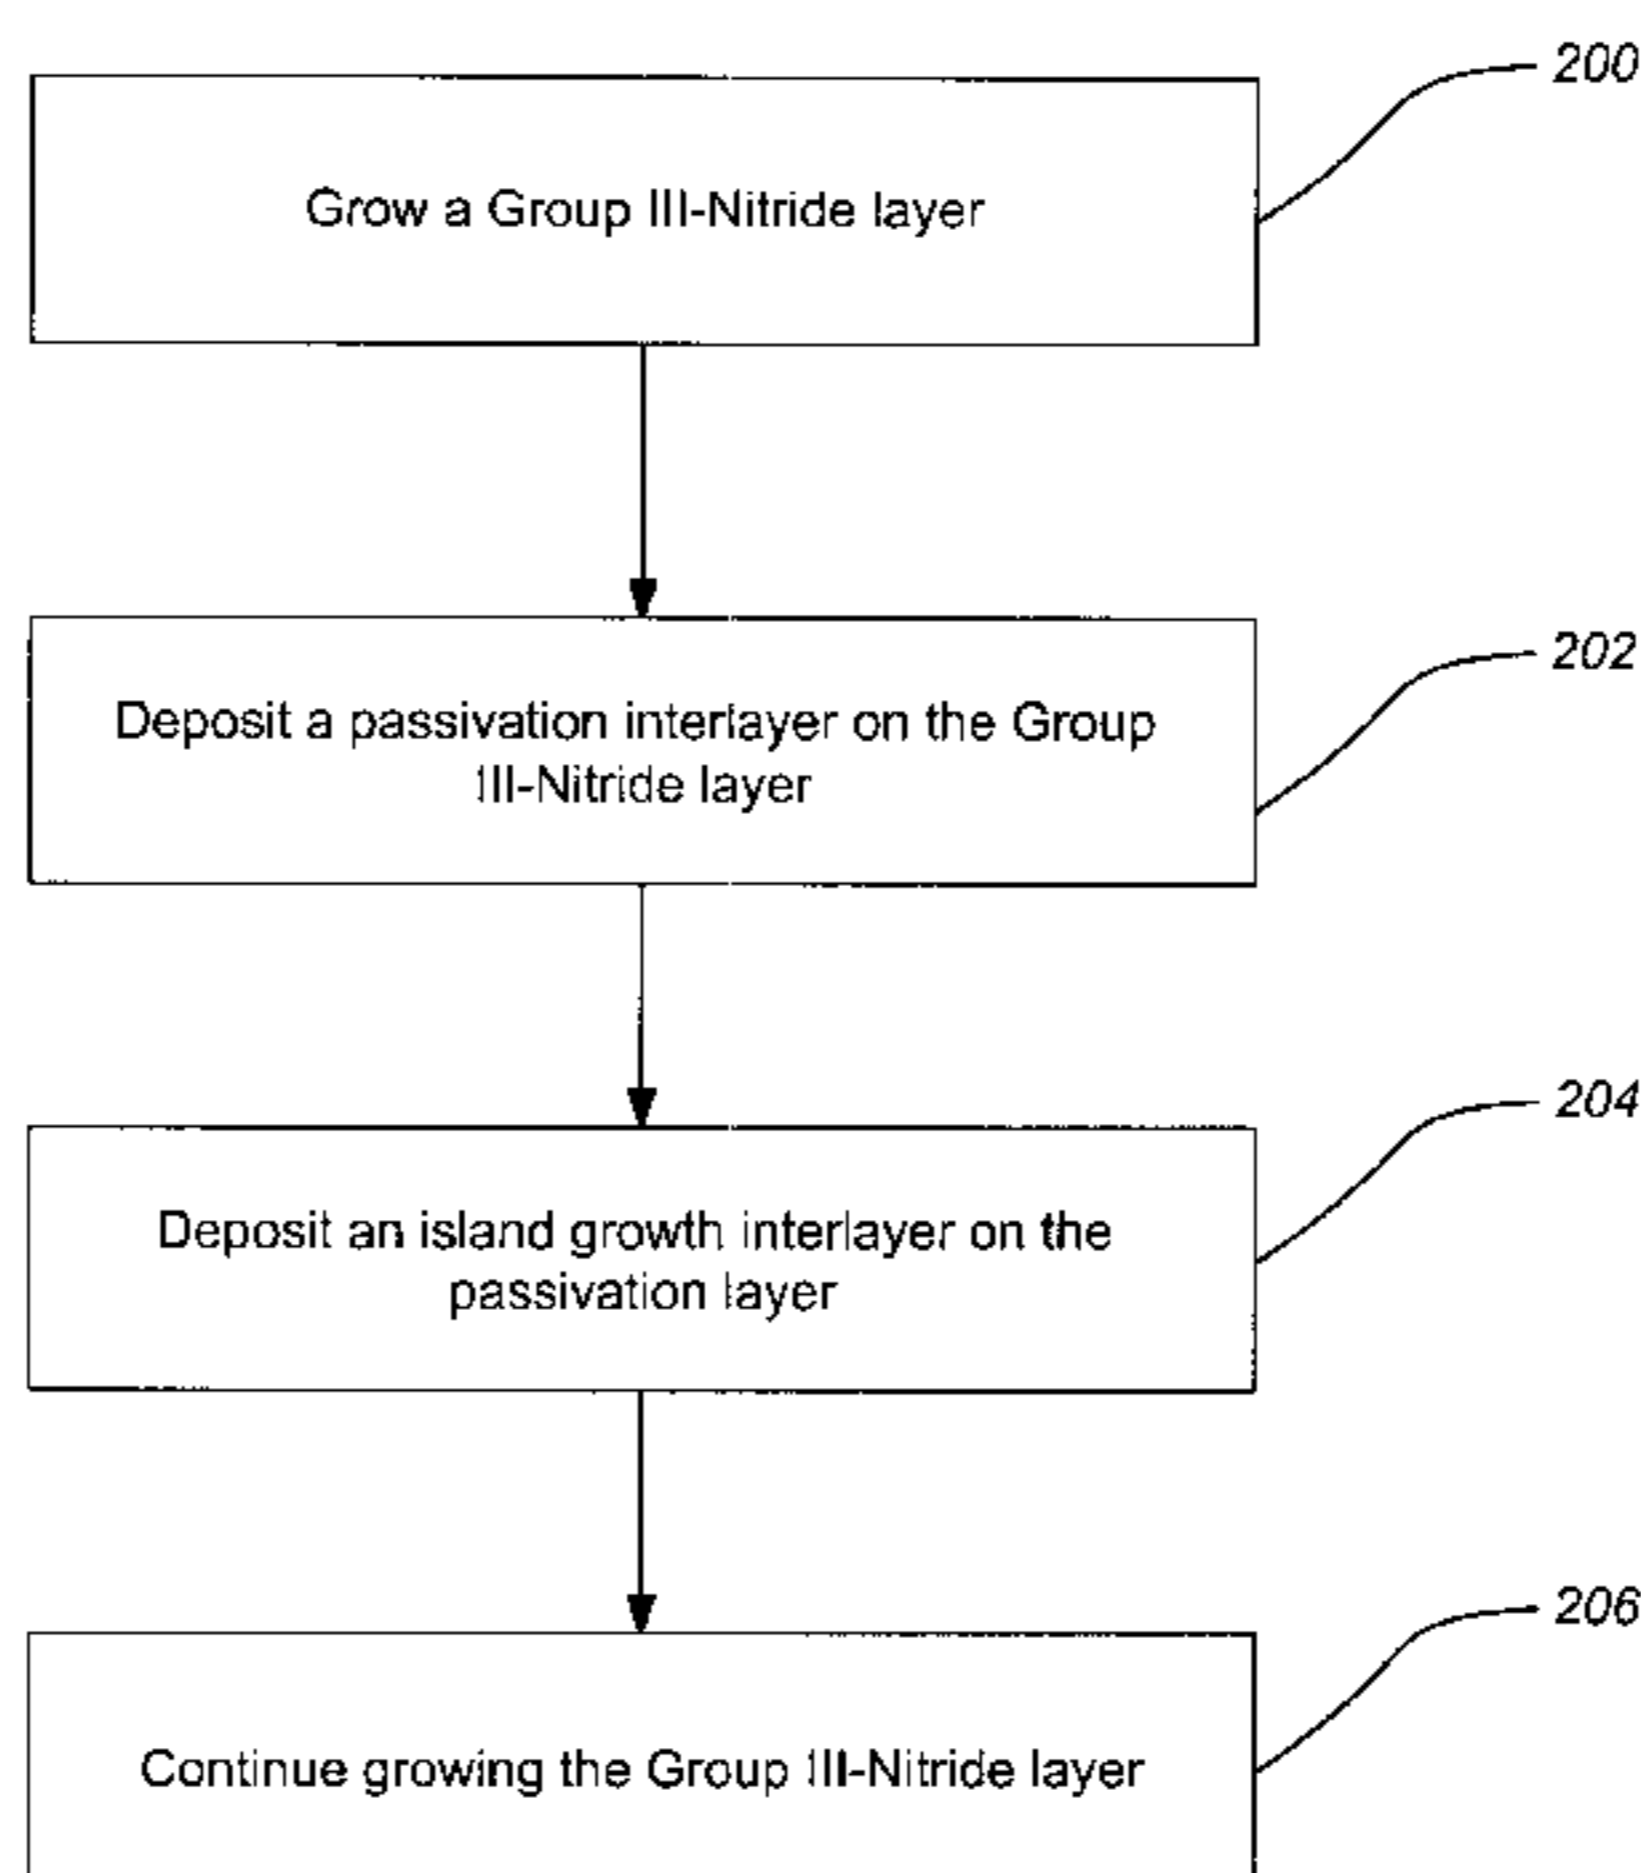 200
Grow a Group III-Nitride layer
202
Deposit a passivation interlayer on the Group
III-Nitride layer
204
Deposit an island growth interlayer on the
passivation layer
206
Continue growing the Group III-Nitride layer